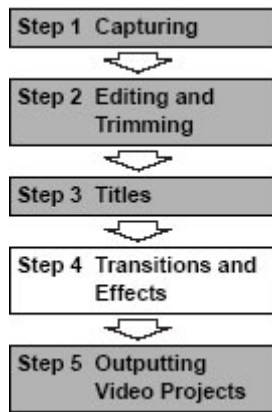 Step 1 Capturing
Step 2 Editing and
Trimming
Step 3 Titles
Step 4 Transitions and
Effects
Step 5 Outputting
Video Projects